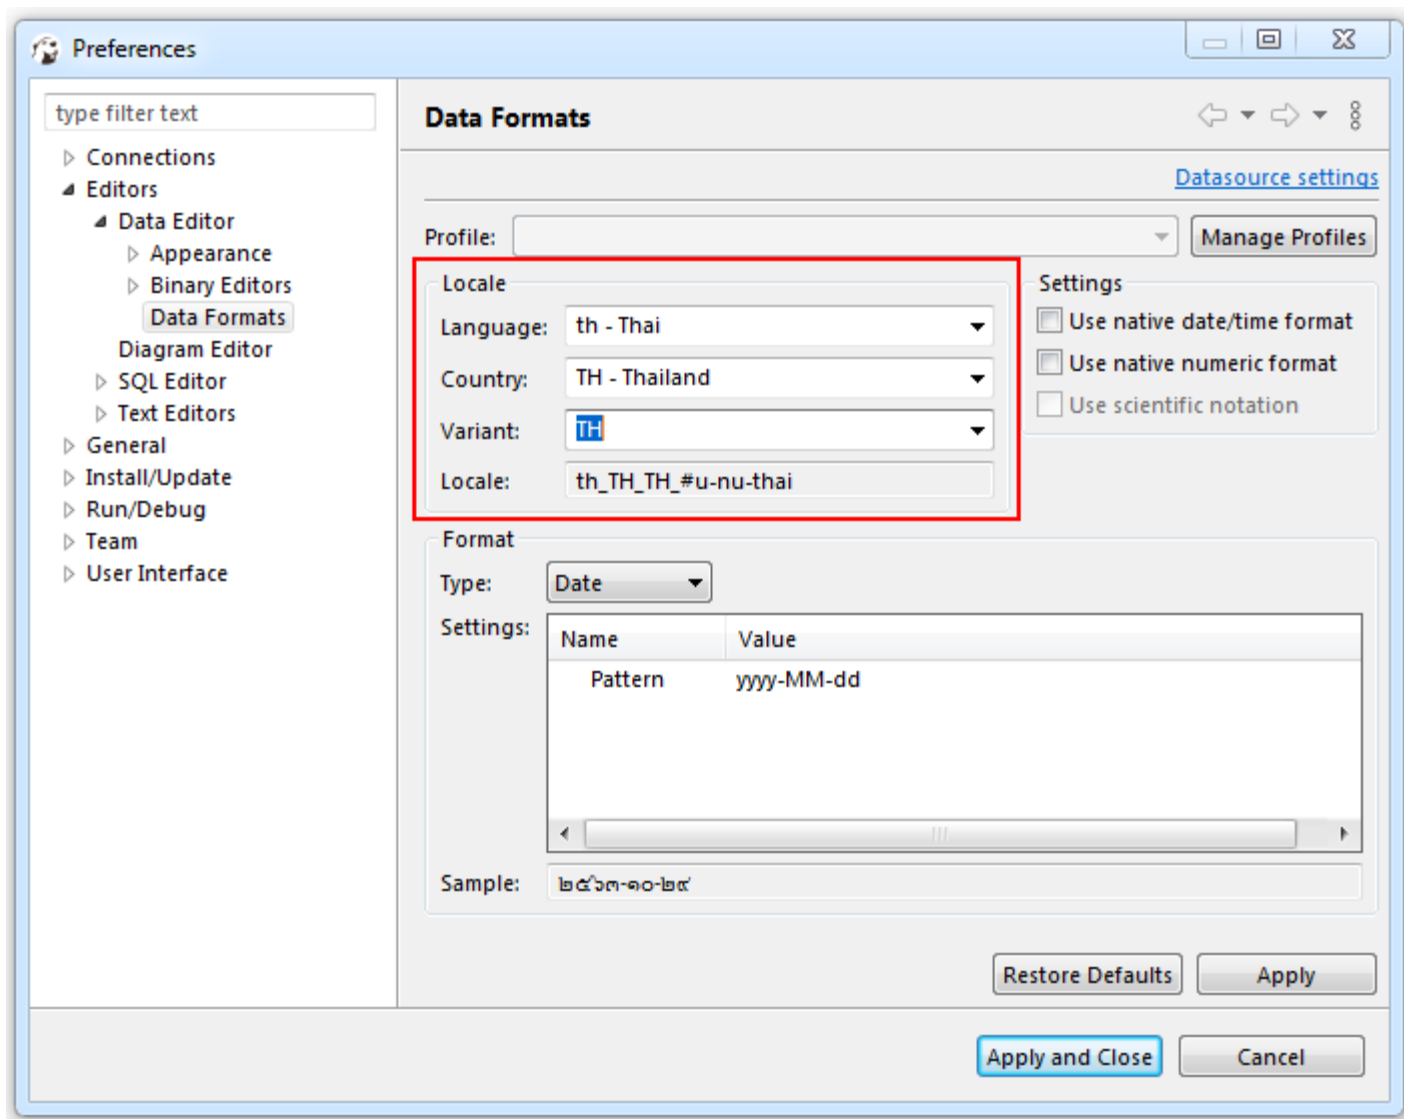 Preferences
type filter text
Connections
Editors
Data Editor
Appearance
Binary Editors
Data Formats
Diagram Editor
SQL Editor
Text Editors
General
Install/Update
Run/Debug
Team
User Interface
Data Formats
Datasource settings
Profile: Manage Profiles
Locale
Language: th - Thai
Country: TH - Thailand
Variant: TH
Locale: th_TH_TH_#u-nu-thai
Settings
Use native date/time format
Use native numeric format
Use scientific notation
Format
Type: Date
Settings: Name Value
Pattern yyyy-MM-dd
Sample: ๒๕๖๓-๑๐-๒๙
Restore Defaults Apply
Apply and Close Cancel